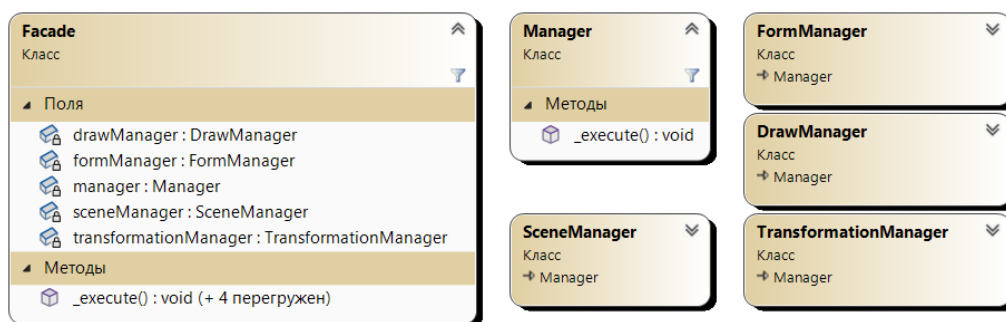 Facade
Класс
Поля
drawManager : DrawManager
formManager : FormManager
manager : Manager
sceneManager : SceneManager
transformationManager : TransformationManager
Методы
_execute() : void (+ 4 перегружен)
Manager
Класс
Методы
_execute() : void
SceneManager
Класс
Manager
FormManager
Класс
Manager
DrawManager
Класс
Manager
TransformationManager
Класс
Manager